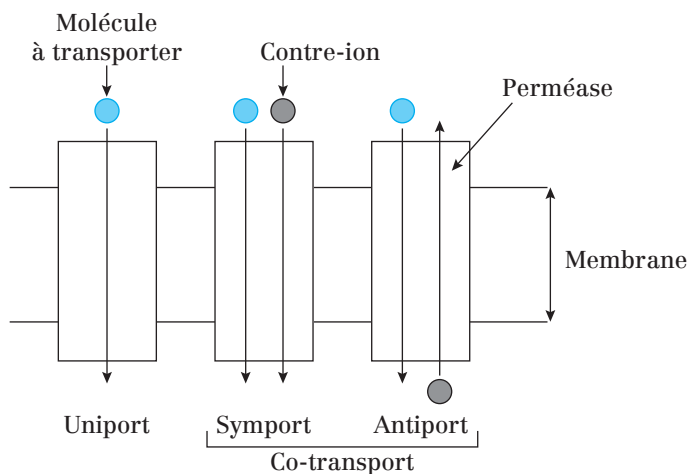 Molécule
à transporter
Contre-ion
Perméase
Membrane
Uniport
Symport
Antiport
Co-transport